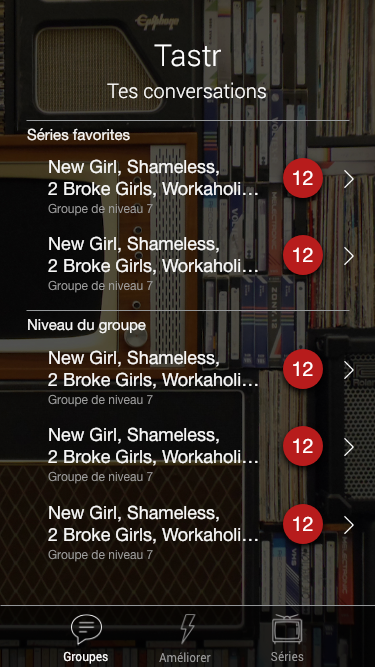 Epiphone
Tastr
Tes conversations
Séries favorites
New Girl, Shameless,
2 Broke Girls, Workaholi...
Groupe de niveau 7
12
New Girl, Shameless,
2 Broke Girls, Workaholi...
Groupe de niveau 7
12
Niveau du groupe
New Girl, Shameless,
2 Broke Girls, Workaholi...
Groupe de niveau 7
12
New Girl, Shameless,
2 Broke Girls, Workaholi...
Groupe de niveau 7
12
New Girl, Shameless,
2 Broke Girls, Workaholi...
Groupe de niveau 7
12
Groupes
Améliorer
Séries